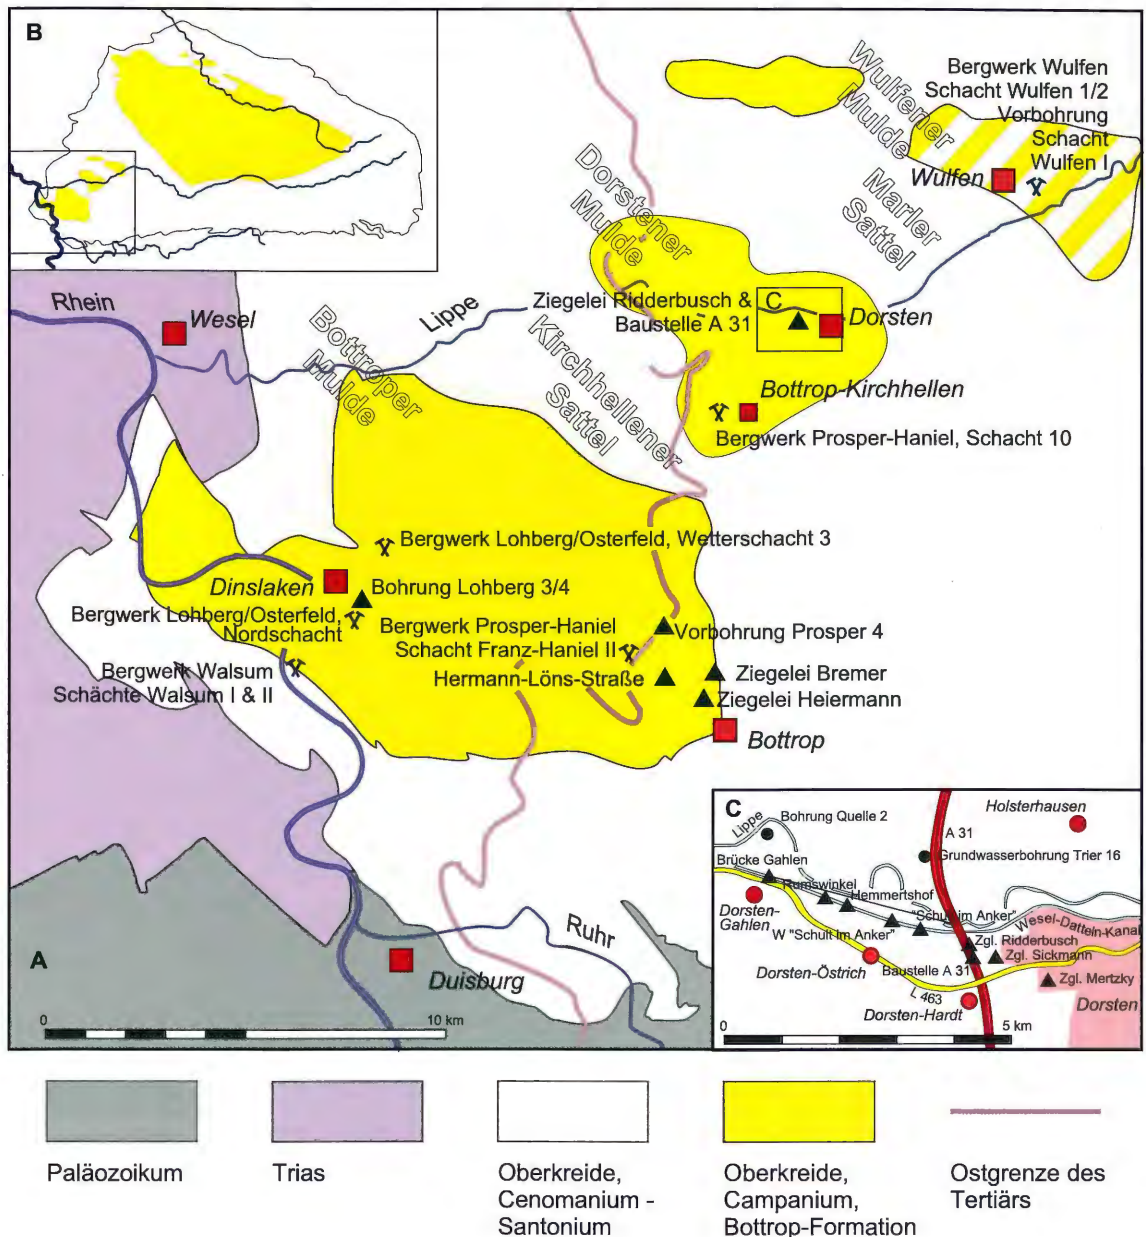 B
Wulfener
Mulde
Bergwerk Wulfen
Schacht Wulfen 1/2
Vorbohrung
Schacht
Wulfen I
Wulfen
Dorstener
Mulde
Marler
Sattel
Rhein
Wesel
Lippe
Bottroper
Mulde
Ziegelei Ridderbusch &
Baustelle A 31
C
Dorsten
Kirchhellener
Sattel
Bottrop-Kirchhellen
Bergwerk Prosper-Haniel, Schacht 10
Bergwerk Lohberg/Osterfeld, Wetterschacht 3
Dinslaken
Bohrung Lohberg 3/4
Bergwerk Lohberg/Osterfeld,
Nordschacht
Bergwerk Prosper-Haniel
Schacht Franz-Haniel II
Vorbohrung Prosper 4
Bergwerk Walsum
Schächte Walsum I & II
Hermann-Löns-Straße
Ziegelei Bremer
Ziegelei Heiermann
Bottrop
A
Ruhr
Duisburg
0
10 km
C
Lippe
Bohrung Quelle 2
Holsterhausen
A 31
Brücke Gahlen
Grundwasserbohrung Trier 16
Rumswinkel
Hemmertshof
Dorsten-
Gahlen
"Schult im Anker"
Wesel-Datteln-Kanal
W "Schult im Anker"
Zgl. Ridderbusch
Zgl. Sickmann
Dorsten-Östrich
Baustelle A 31
Zgl. Mertzky
L 463
Dorsten-Hardt
Dorsten
0
5 km
Paläozoikum
Trias
Oberkreide,
Cenomanium -
Santonium
Oberkreide,
Campanium,
Bottrop-Formation
Ostgrenze des
Tertiärs